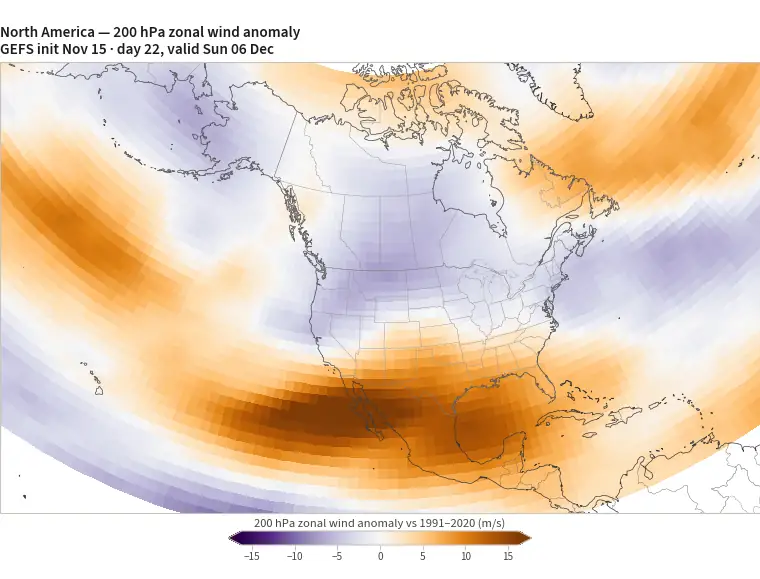 North America — 200 hPa zonal wind anomaly
GEFS init Nov 15 · day 22, valid Sun 06 Dec
200 hPa zonal wind anomaly vs 1991–2020 (m/s)
−15 −10 −5 0 5 10 15